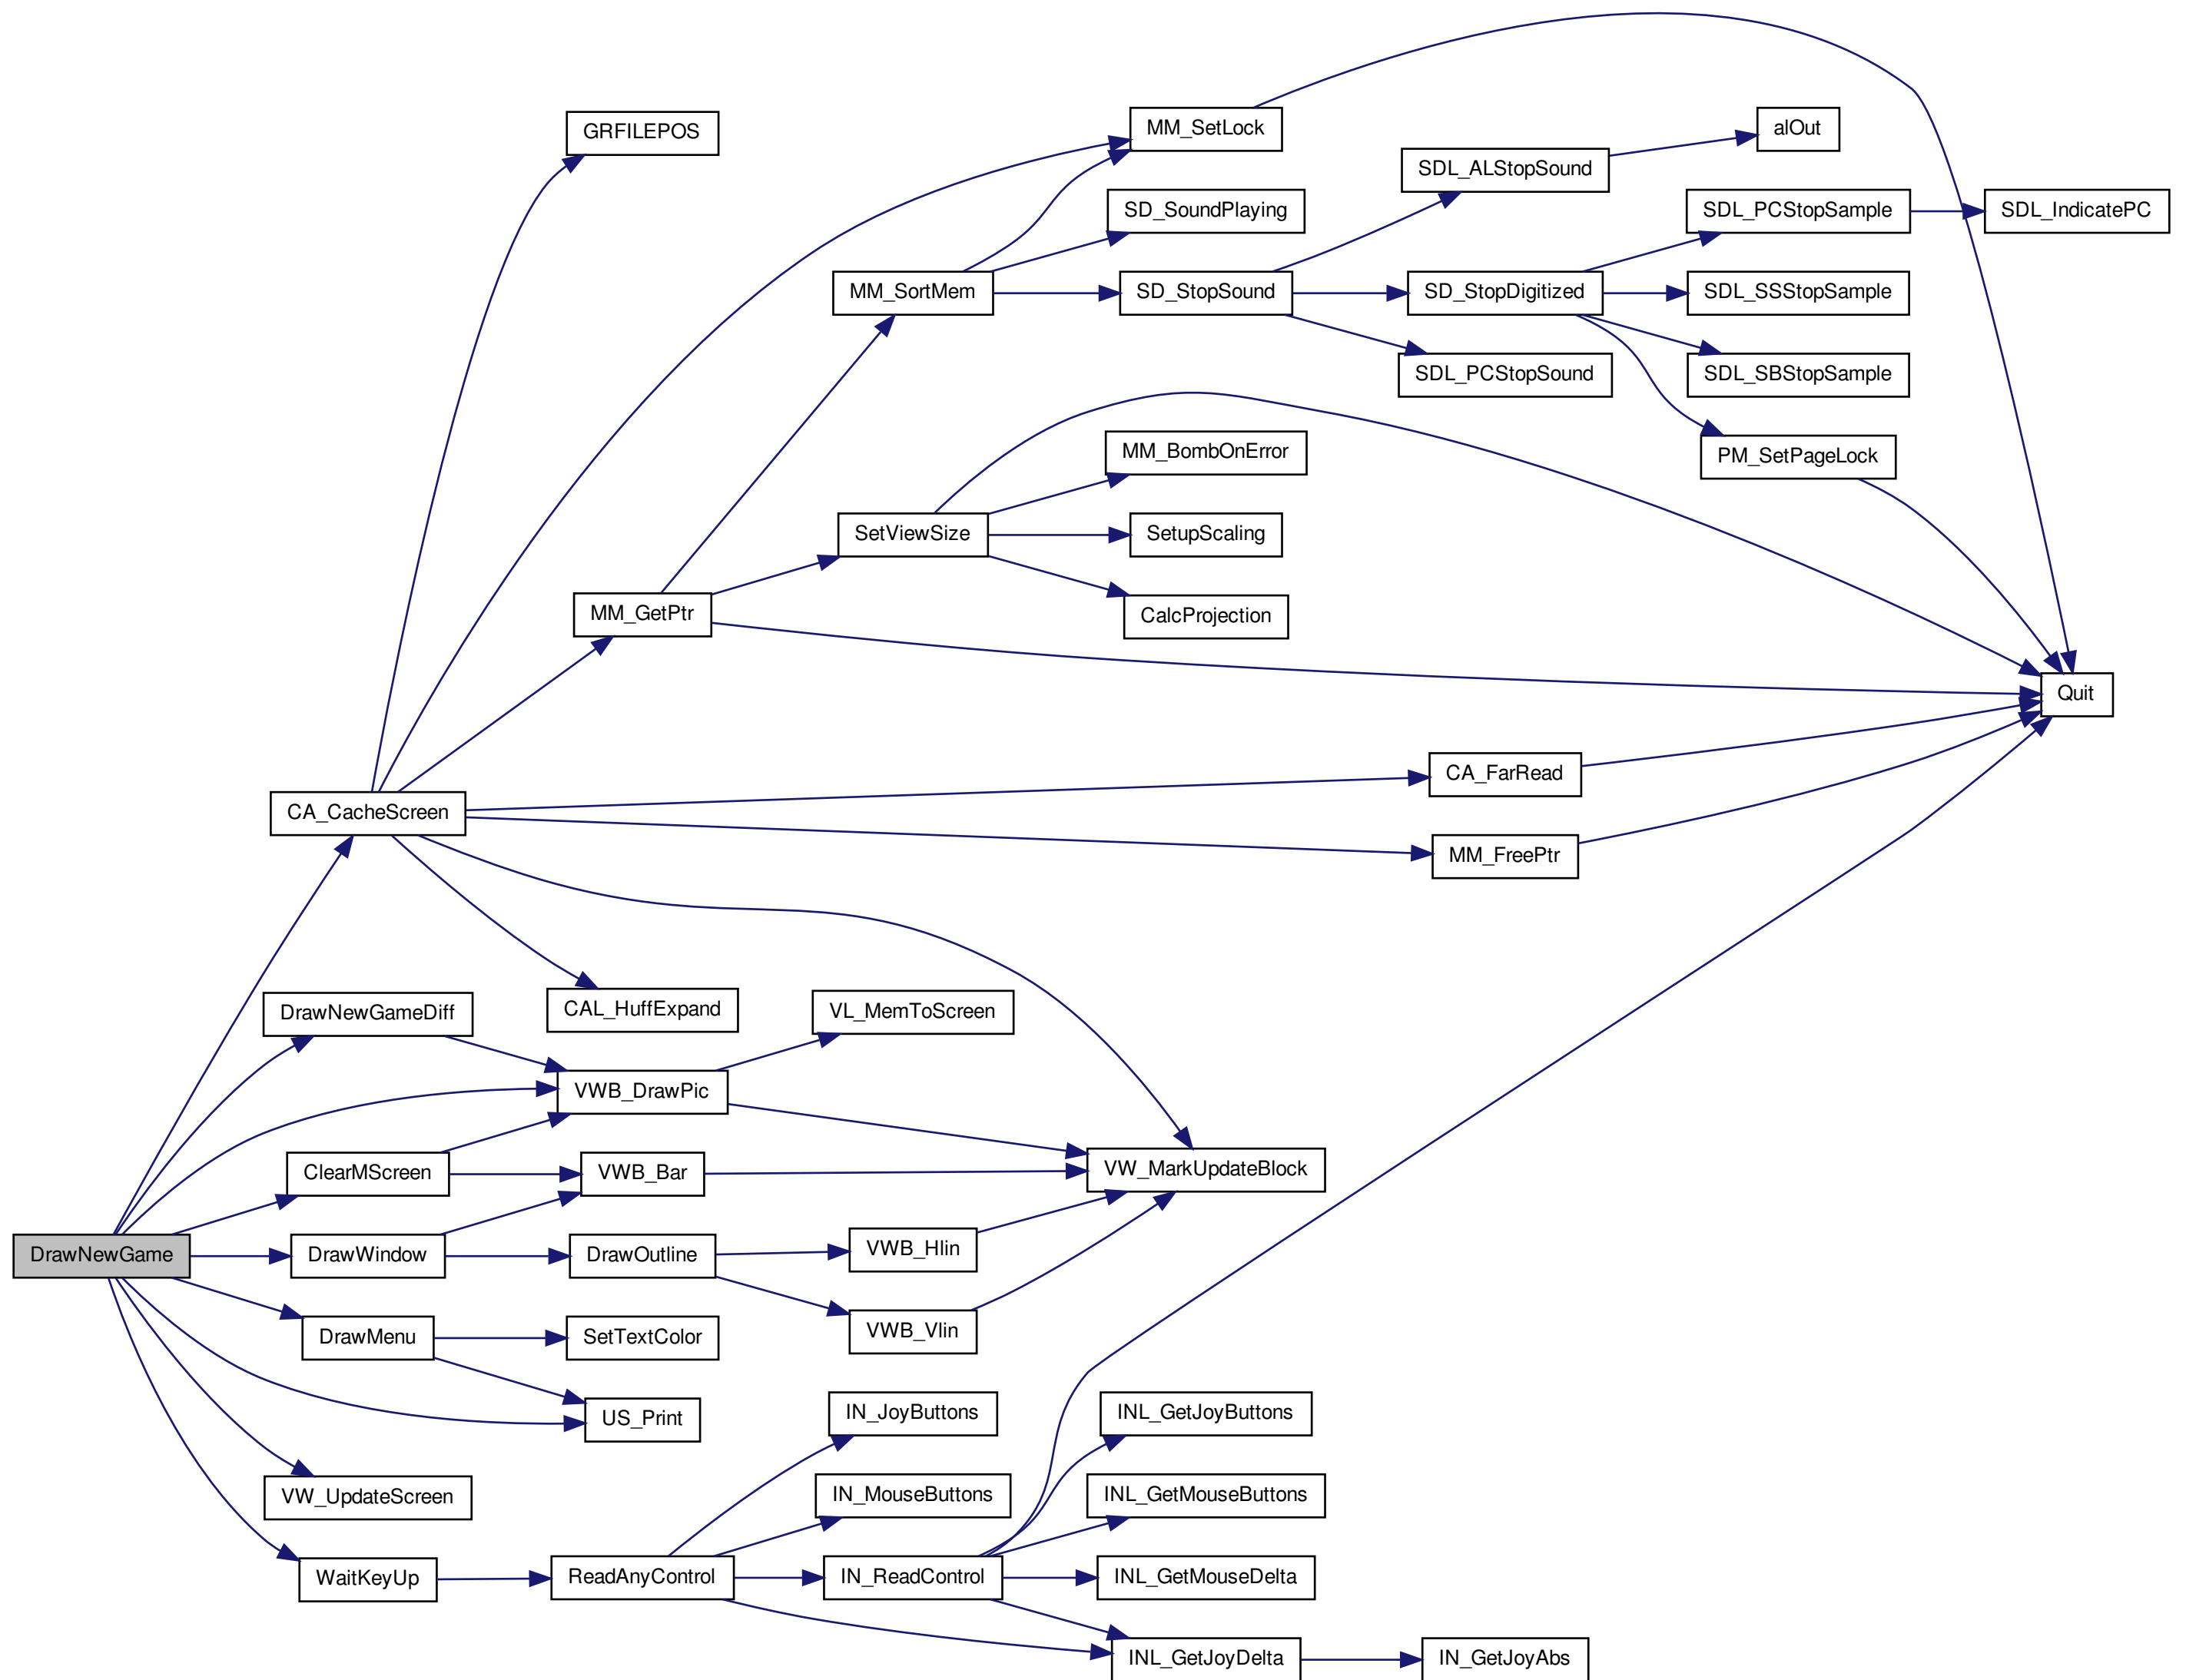 MM_SetLock
GRFILEPOS
alOut
SDL_ALStopSound
SD_SoundPlaying
SDL_PCStopSample
SDL_IndicatePC
MM_SortMem
SD_StopSound
SD_StopDigitized
SDL_SSStopSample
SDL_PCStopSound
SDL_SBStopSample
MM_BombOnError
PM_SetPageLock
SetViewSize
SetupScaling
MM_GetPtr
CalcProjection
Quit
CA_FarRead
CA_CacheScreen
MM_FreePtr
DrawNewGameDiff
CAL_HuffExpand
VL_MemToScreen
VWB_DrawPic
ClearMScreen
VWB_Bar
VW_MarkUpdateBlock
DrawNewGame
DrawWindow
DrawOutline
VWB_Hlin
DrawMenu
SetTextColor
VWB_Vlin
US_Print
IN_JoyButtons
INL_GetJoyButtons
VW_UpdateScreen
IN_MouseButtons
INL_GetMouseButtons
WaitKeyUp
ReadAnyControl
IN_ReadControl
INL_GetMouseDelta
INL_GetJoyDelta
IN_GetJoyAbs